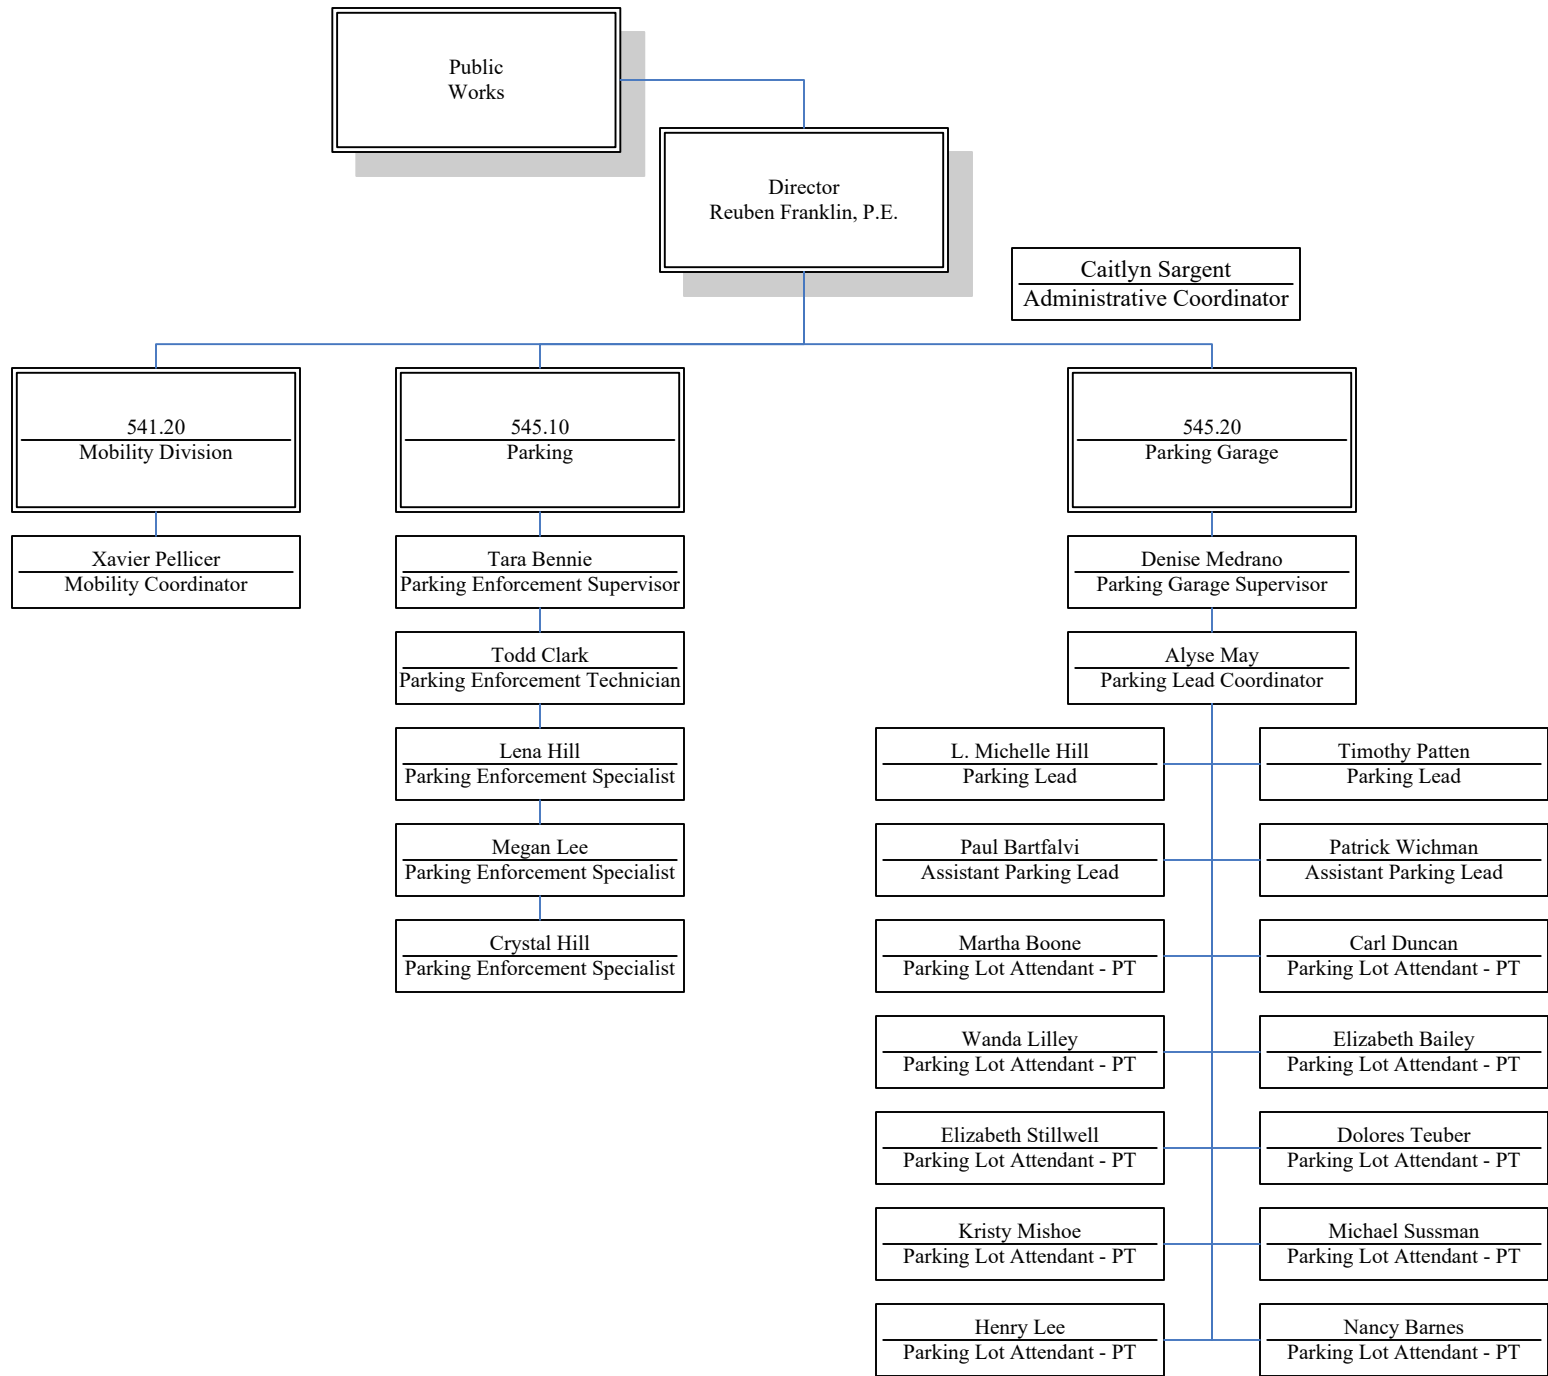 Public
Works
Director
Reuben Franklin, P.E.
Caitlyn Sargent
Administrative Coordinator
541.20
Mobility Division
Xavier Pellicer
Mobility Coordinator
545.10
Parking
Tara Bennie
Parking Enforcement Supervisor
Todd Clark
Parking Enforcement Technician
Lena Hill
Parking Enforcement Specialist
Megan Lee
Parking Enforcement Specialist
Crystal Hill
Parking Enforcement Specialist
545.20
Parking Garage
Denise Medrano
Parking Garage Supervisor
Alyse May
Parking Lead Coordinator
L. Michelle Hill
Parking Lead
Timothy Patten
Parking Lead
Paul Bartfalvi
Assistant Parking Lead
Patrick Wichman
Assistant Parking Lead
Martha Boone
Parking Lot Attendant - PT
Carl Duncan
Parking Lot Attendant - PT
Wanda Lilley
Parking Lot Attendant - PT
Elizabeth Bailey
Parking Lot Attendant - PT
Elizabeth Stillwell
Parking Lot Attendant - PT
Dolores Teuber
Parking Lot Attendant - PT
Kristy Mishoe
Parking Lot Attendant - PT
Michael Sussman
Parking Lot Attendant - PT
Henry Lee
Parking Lot Attendant - PT
Nancy Barnes
Parking Lot Attendant - PT